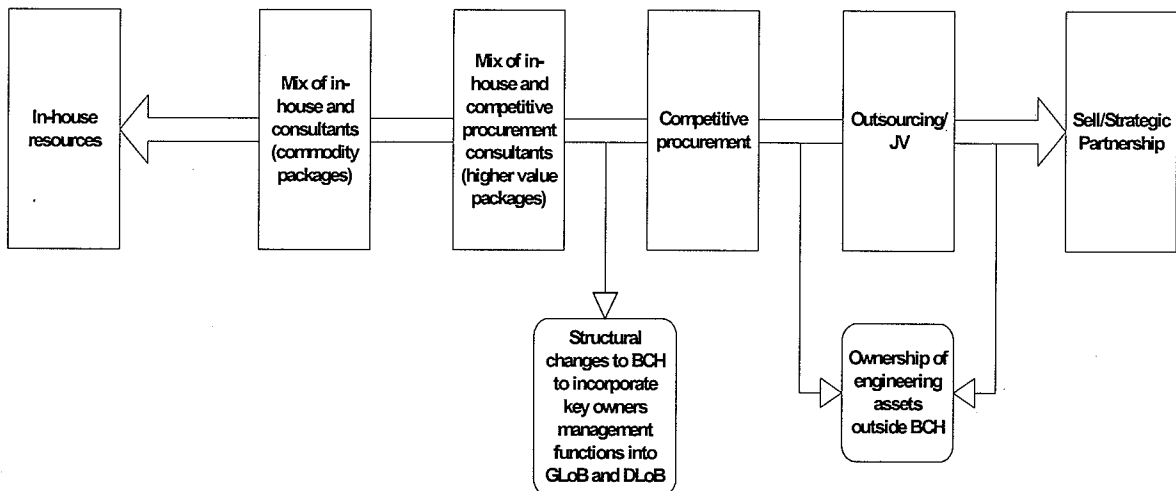 In-house
resources
Mix of in-
house and
consultants
(commodity
packages)
Mix of in-
house and
competitive
procurement
consultants
(higher value
packages)
Competitive
procurement
Outsourcing/
JV
Sell/Strategic
Partnership
Structural
changes to BCH
to incorporate
key owners
management
functions into
GLoB and DLoB
Ownership of
engineering
assets
outside BCH